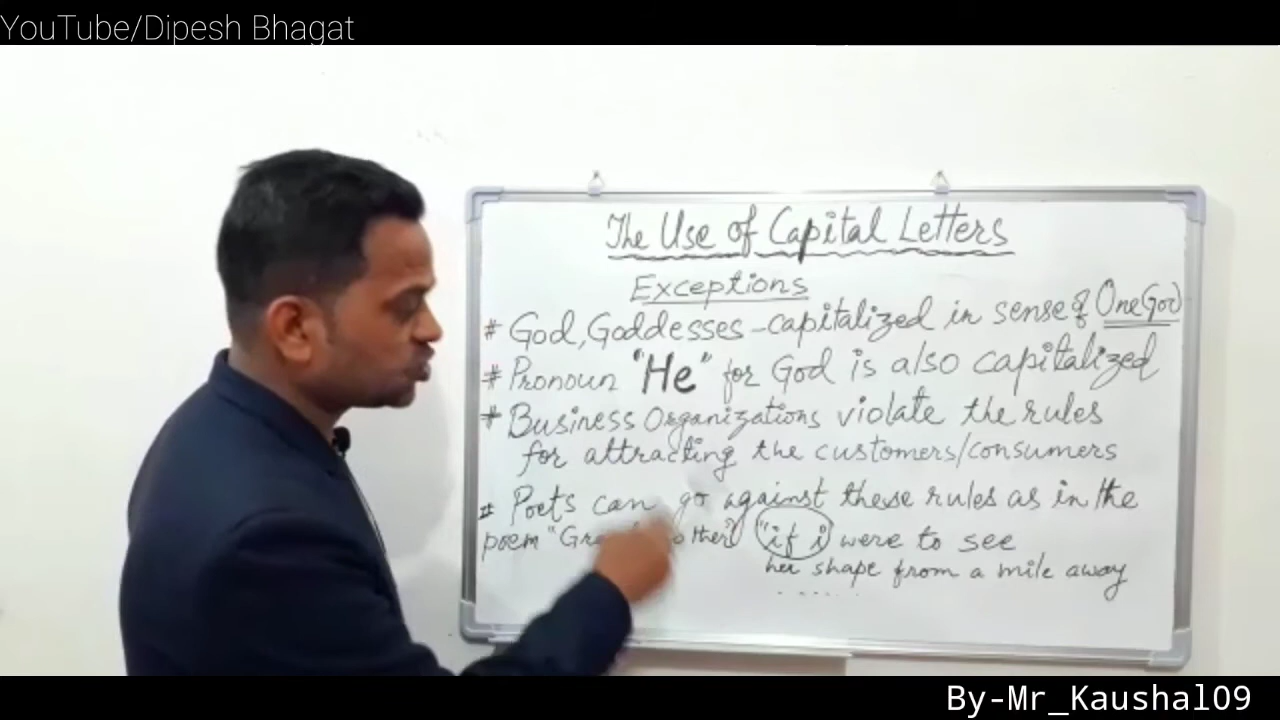 YouTube/Dipesh Bhagat
The Use of Capital Letters
Exceptions
# God, Goddesses - capitalized in sense of One God
# Pronoun "He" for God is also capitalized
# Business Organizations violate the rules
for attracting the customers/consumers
# Poets can go against these rules as in the
poem "if i were to see
her shape from a mile away
......
By-Mr_Kaushal09